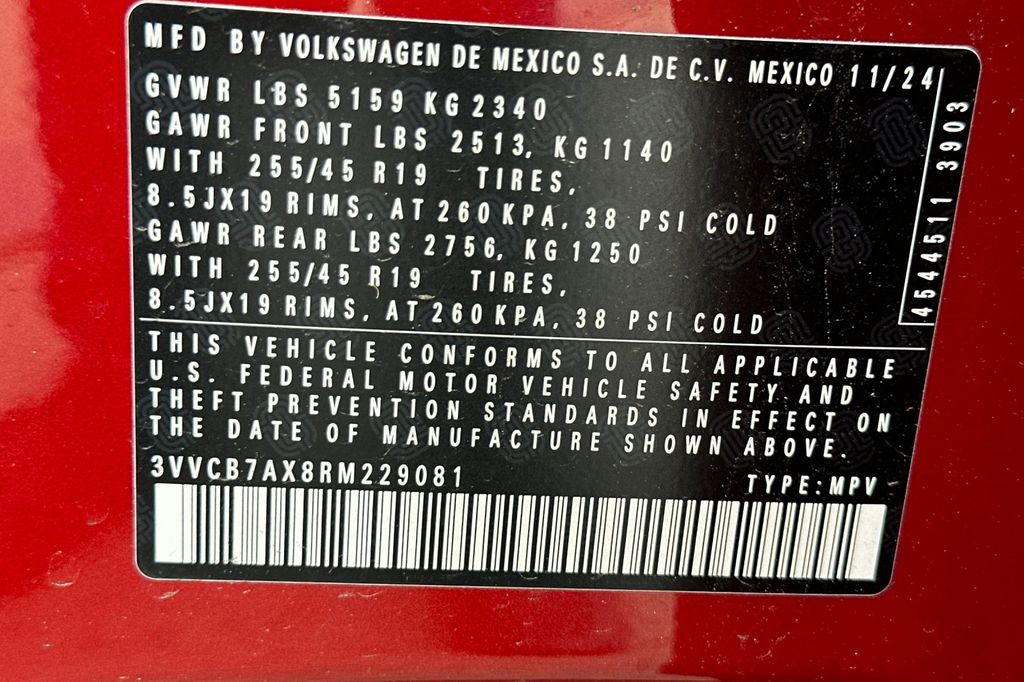 MFD BY VOLKSWAGEN DE MEXICO S.A. DE C.V. MEXICO 11/24
GVWR LBS 5159 KG 2340
GAWR FRONT LBS 2513, KG 1140
WITH 255/45 R19 TIRES,
8.5JX19 RIMS, AT 260 KPA, 38 PSI COLD
GAWR REAR LBS 2756, KG 1250
WITH 255/45 R19 TIRES,
8.5JX19 RIMS, AT 260 KPA, 38 PSI COLD
4544511 3903
THIS VEHICLE CONFORMS TO ALL APPLICABLE
U.S. FEDERAL MOTOR VEHICLE SAFETY AND
THEFT PREVENTION STANDARDS IN EFFECT ON
THE DATE OF MANUFACTURE SHOWN ABOVE.
3VVCB7AX8RM229081 TYPE: MPV